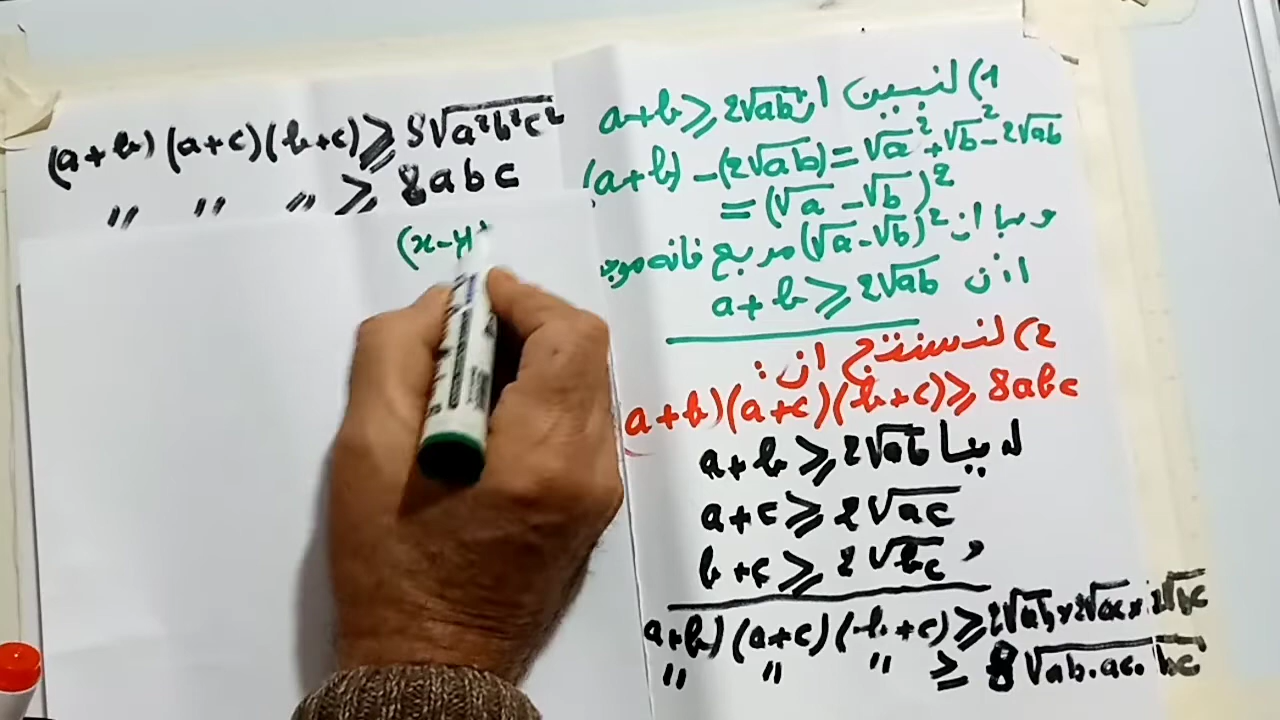 1) لنبين ان a+b ≥ 2√ab
(a+b) -(2√ab) = √a² + √b² - 2√ab
= (√a - √b)²
وبما ان (√a-√b)² مربع فانه موجب
اذن a+b ≥ 2√ab
2) لنستنتج ان :
a+b)(a+c)(b+c) ≥ 8abc
لدينا a+b ≥ 2√ab
a+c ≥ 2√ac
و b+c ≥ 2√bc
a+b)(a+c)(b+c) ≥ 2√ab × 2√ac × 2√bc
" " " ≥ 8√ab.ac.bc
(a+b)(a+c)(b+c) ≥ 8√a²b²c²
" " " ≥ 8abc
(x-y)